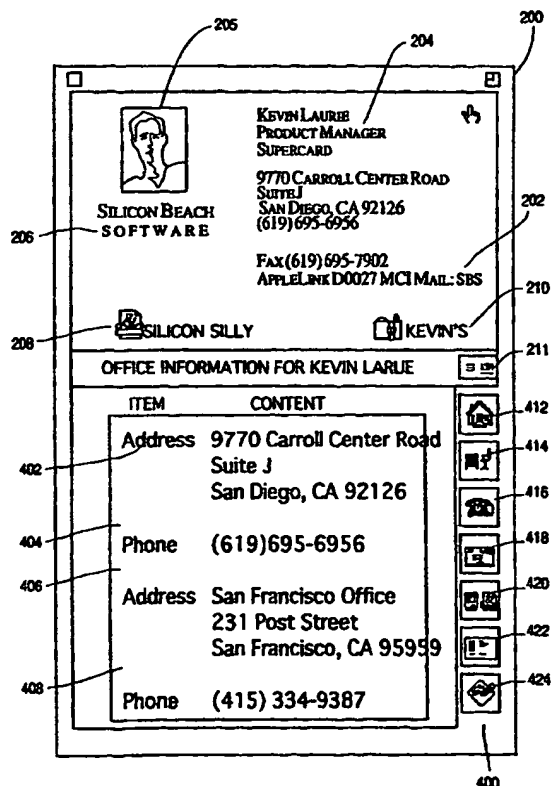 205
204
200
KEVIN LAURIE
PRODUCT MANAGER
SUPERCARD
9770 CARROLL CENTER ROAD
SUITE J
SAN DIEGO, CA 92126
(619) 695-6956
SILICON BEACH
SOFTWARE
206
202
FAX (619) 695-7902
APPLELINK D0027 MCI MAIL: SBS
210
208
SILICON SILLY
KEVIN'S
211
OFFICE INFORMATION FOR KEVIN LARUE
ITEM CONTENT
412
Address 9770 Carroll Center Road
402
Suite J
414
San Diego, CA 92126
416
404
Phone (619)695-6956
418
406
Address San Francisco Office
420
231 Post Street
San Francisco, CA 95959
422
408
Phone (415) 334-9387
424
400